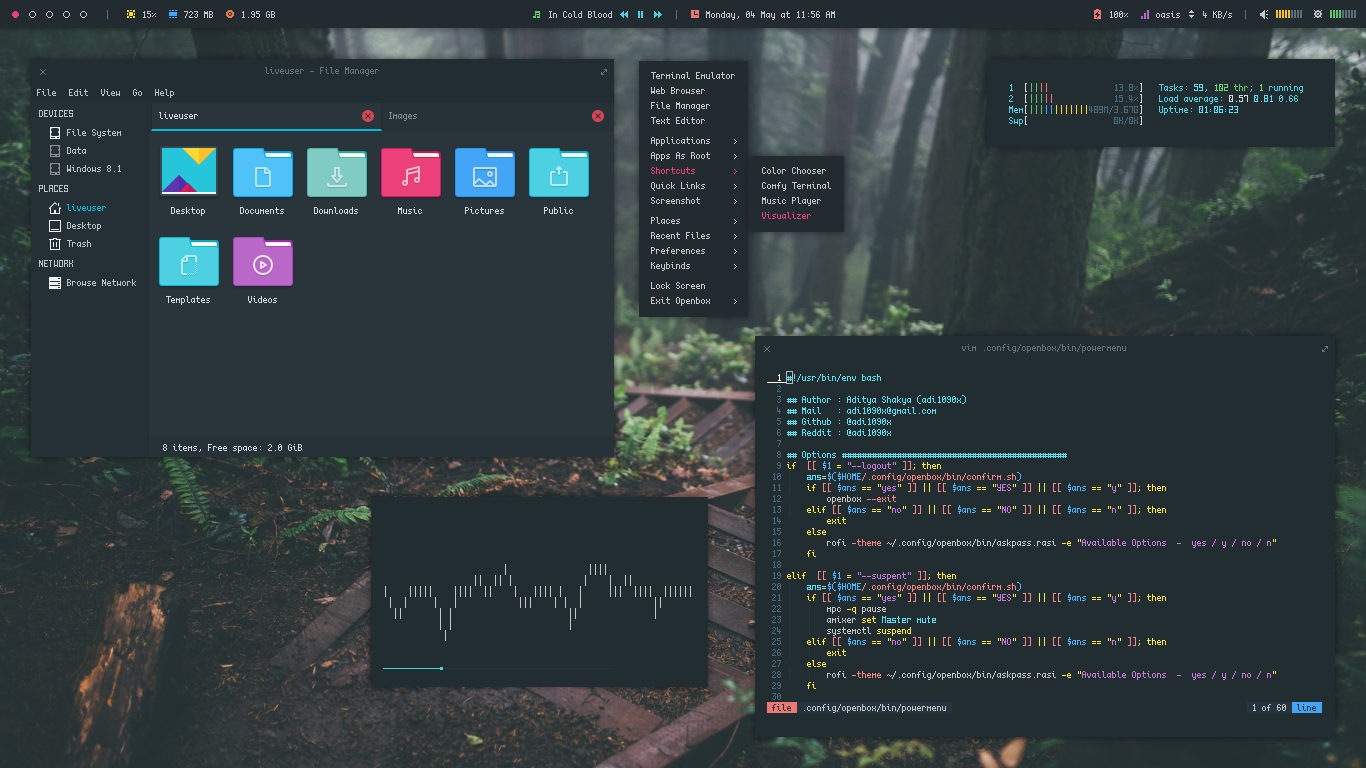 15% 723 MB 1.95 GB In Cold Blood Monday, 04 May at 11:56 AM 100% oasis 4 KB/s
liveuser - File Manager
File Edit View Go Help
DEVICES
File System
Data
Windows 8.1
PLACES
liveuser
Desktop
Trash
NETWORK
Browse Network
liveuser Images
Desktop Documents Downloads Music Pictures Public
Templates Videos
8 items, Free space: 2.0 GiB
Terminal Emulator
Web Browser
File Manager
Text Editor
Applications >
Apps As Root >
Shortcuts >
Quick Links >
Screenshot >
Places >
Recent Files >
Preferences >
Keybinds >
Lock Screen
Exit Openbox >
Color Chooser
Comfy Terminal
Music Player
Visualizer
1 [|||| 13.8%] Tasks: 59, 102 thr; 1 running
2 [||||| 15.4%] Load average: 0.57 0.81 0.66
Mem[||||||||||||489M/3.67G] Uptime: 01:06:23
Swp[ 0K/0K]
vim .config/openbox/bin/powermenu
1 #!/usr/bin/env bash
2
3 ## Author : Aditya Shakya (adi1090x)
4 ## Mail : adi1090x@gmail.com
5 ## Github : @adi1090x
6 ## Reddit : @adi1090x
7
8 ## Options #############################################
9 if [[ $1 = "--logout" ]]; then
10 ans=$($HOME/.config/openbox/bin/confirm.sh)
11 if [[ $ans == "yes" ]] || [[ $ans == "YES" ]] || [[ $ans == "y" ]]; then
12 openbox --exit
13 elif [[ $ans == "no" ]] || [[ $ans == "NO" ]] || [[ $ans == "n" ]]; then
14 exit
15 else
16 rofi -theme ~/.config/openbox/bin/askpass.rasi -e "Available Options - yes / y / no / n"
17 fi
18
19 elif [[ $1 = "--suspent" ]]; then
20 ans=$($HOME/.config/openbox/bin/confirm.sh)
21 if [[ $ans == "yes" ]] || [[ $ans == "YES" ]] || [[ $ans == "y" ]]; then
22 mpc -q pause
23 amixer set Master mute
24 systemctl suspend
25 elif [[ $ans == "no" ]] || [[ $ans == "NO" ]] || [[ $ans == "n" ]]; then
26 exit
27 else
28 rofi -theme ~/.config/openbox/bin/askpass.rasi -e "Available Options - yes / y / no / n"
29 fi
30
file .config/openbox/bin/powermenu 1 of 60 line